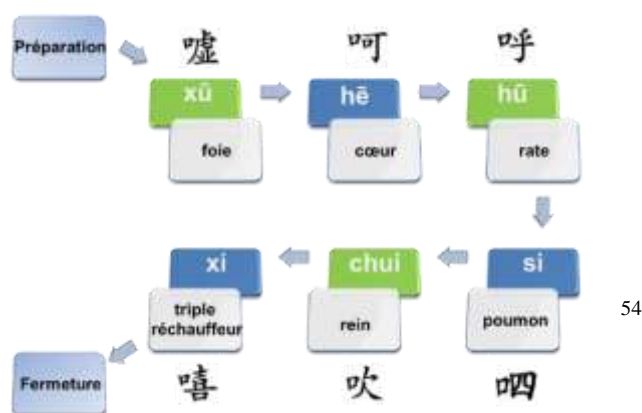 Préparation
嘘 呵 呼
xū hē hū
foie cœur rate
xi chui si
triple
réchauffeur
rein poumon
54
Fermeture
嘻 吹 呬